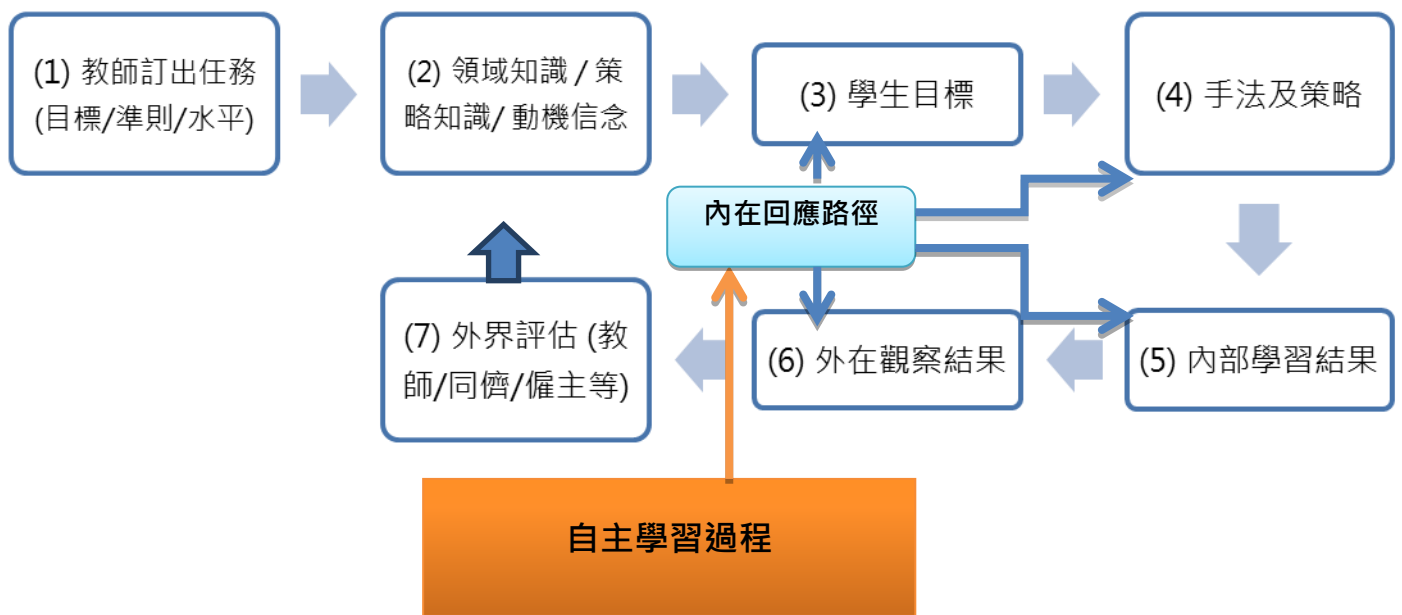 (1) 教師訂出任務
(目標/準則/水平)
(2) 領域知識 / 策
略知識/ 動機信念
(3) 學生目標
(4) 手法及策略
內在回應路徑
(7) 外界評估 (教
師/同儕/僱主等)
(6) 外在觀察結果
(5) 內部學習結果
自主學習過程